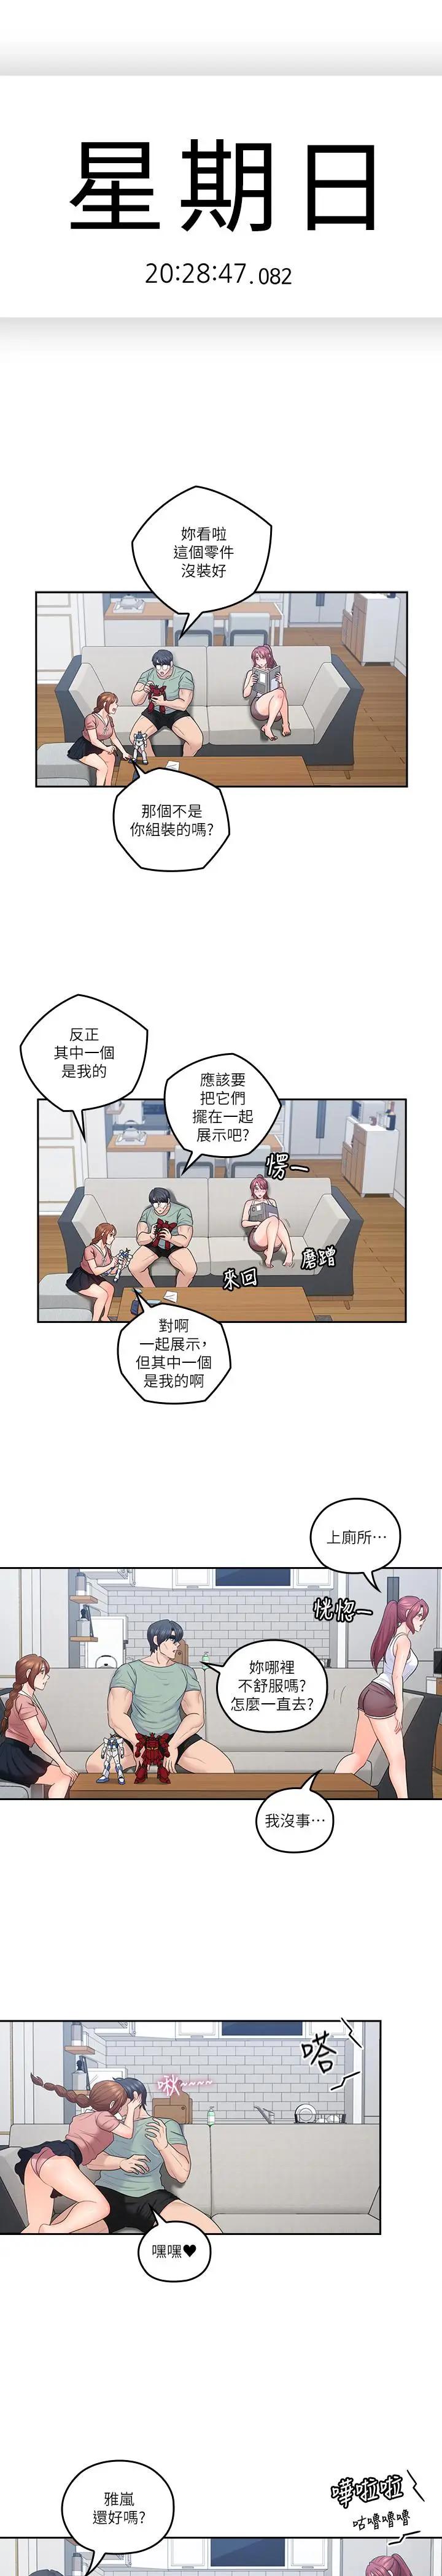 星期日
20:28:47.082
妳看啦
這個零件
沒裝好
那個不是
你組裝的嗎?
反正
其中一個
是我的
應該要
把它們
擺在一起
展示吧?
愣一
磨蹭
來回
對啊
一起展示，
但其中一個
是我的啊
上廁所⋯
恍惚一
妳哪裡
不舒服嗎?
怎麼一直去?
我沒事⋯
嗒
啾~~~~
嘿嘿♥
雅嵐
還好嗎?
嘩啦啦
咕嚕嚕嚕